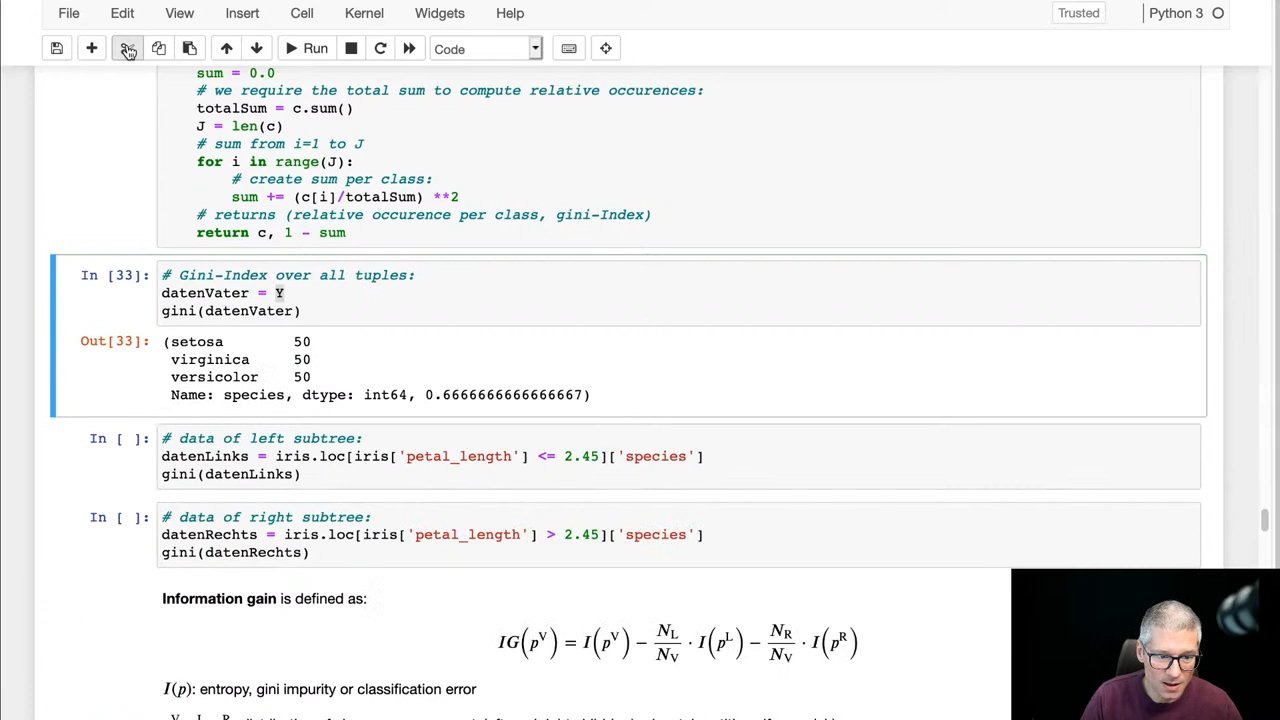 File Edit View Insert Cell Kernel Widgets Help Trusted Python 3
Run Code
sum = 0.0
# we require the total sum to compute relative occurences:
totalSum = c.sum()
J = len(c)
# sum from i=1 to J
for i in range(J):
# create sum per class:
sum += (c[i]/totalSum) **2
# returns (relative occurence per class, gini-Index)
return c, 1 - sum
In [33]: # Gini-Index over all tuples:
datenVater = Y
gini(datenVater)
Out[33]: (setosa 50
virginica 50
versicolor 50
Name: species, dtype: int64, 0.6666666666666667)
In [ ]: # data of left subtree:
datenLinks = iris.loc[iris['petal_length'] <= 2.45]['species']
gini(datenLinks)
In [ ]: # data of right subtree:
datenRechts = iris.loc[iris['petal_length'] > 2.45]['species']
gini(datenRechts)
Information gain is defined as:
IG(p^V) = I(p^V) − N_L/N_V · I(p^L) − N_R/N_V · I(p^R)
I(p): entropy, gini impurity or classification error